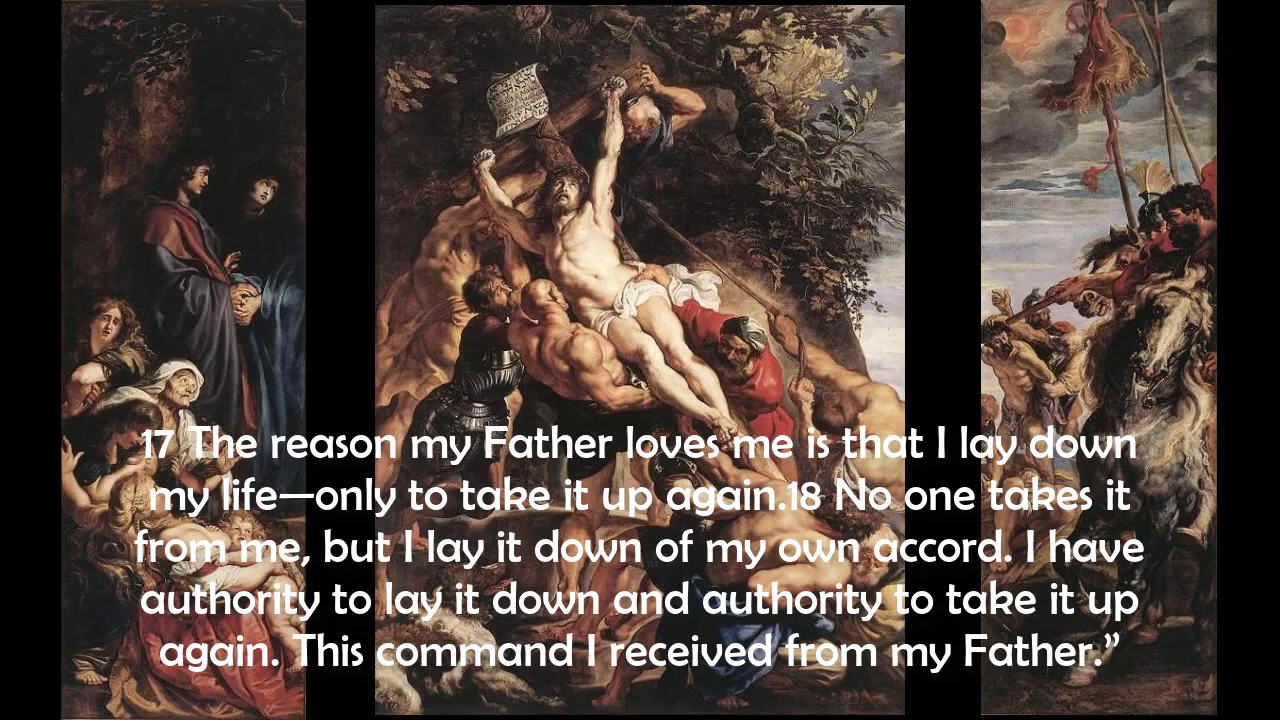 17 The reason my Father loves me is that I lay down
my life—only to take it up again.18 No one takes it
from me, but I lay it down of my own accord. I have
authority to lay it down and authority to take it up
again. This command I received from my Father.”